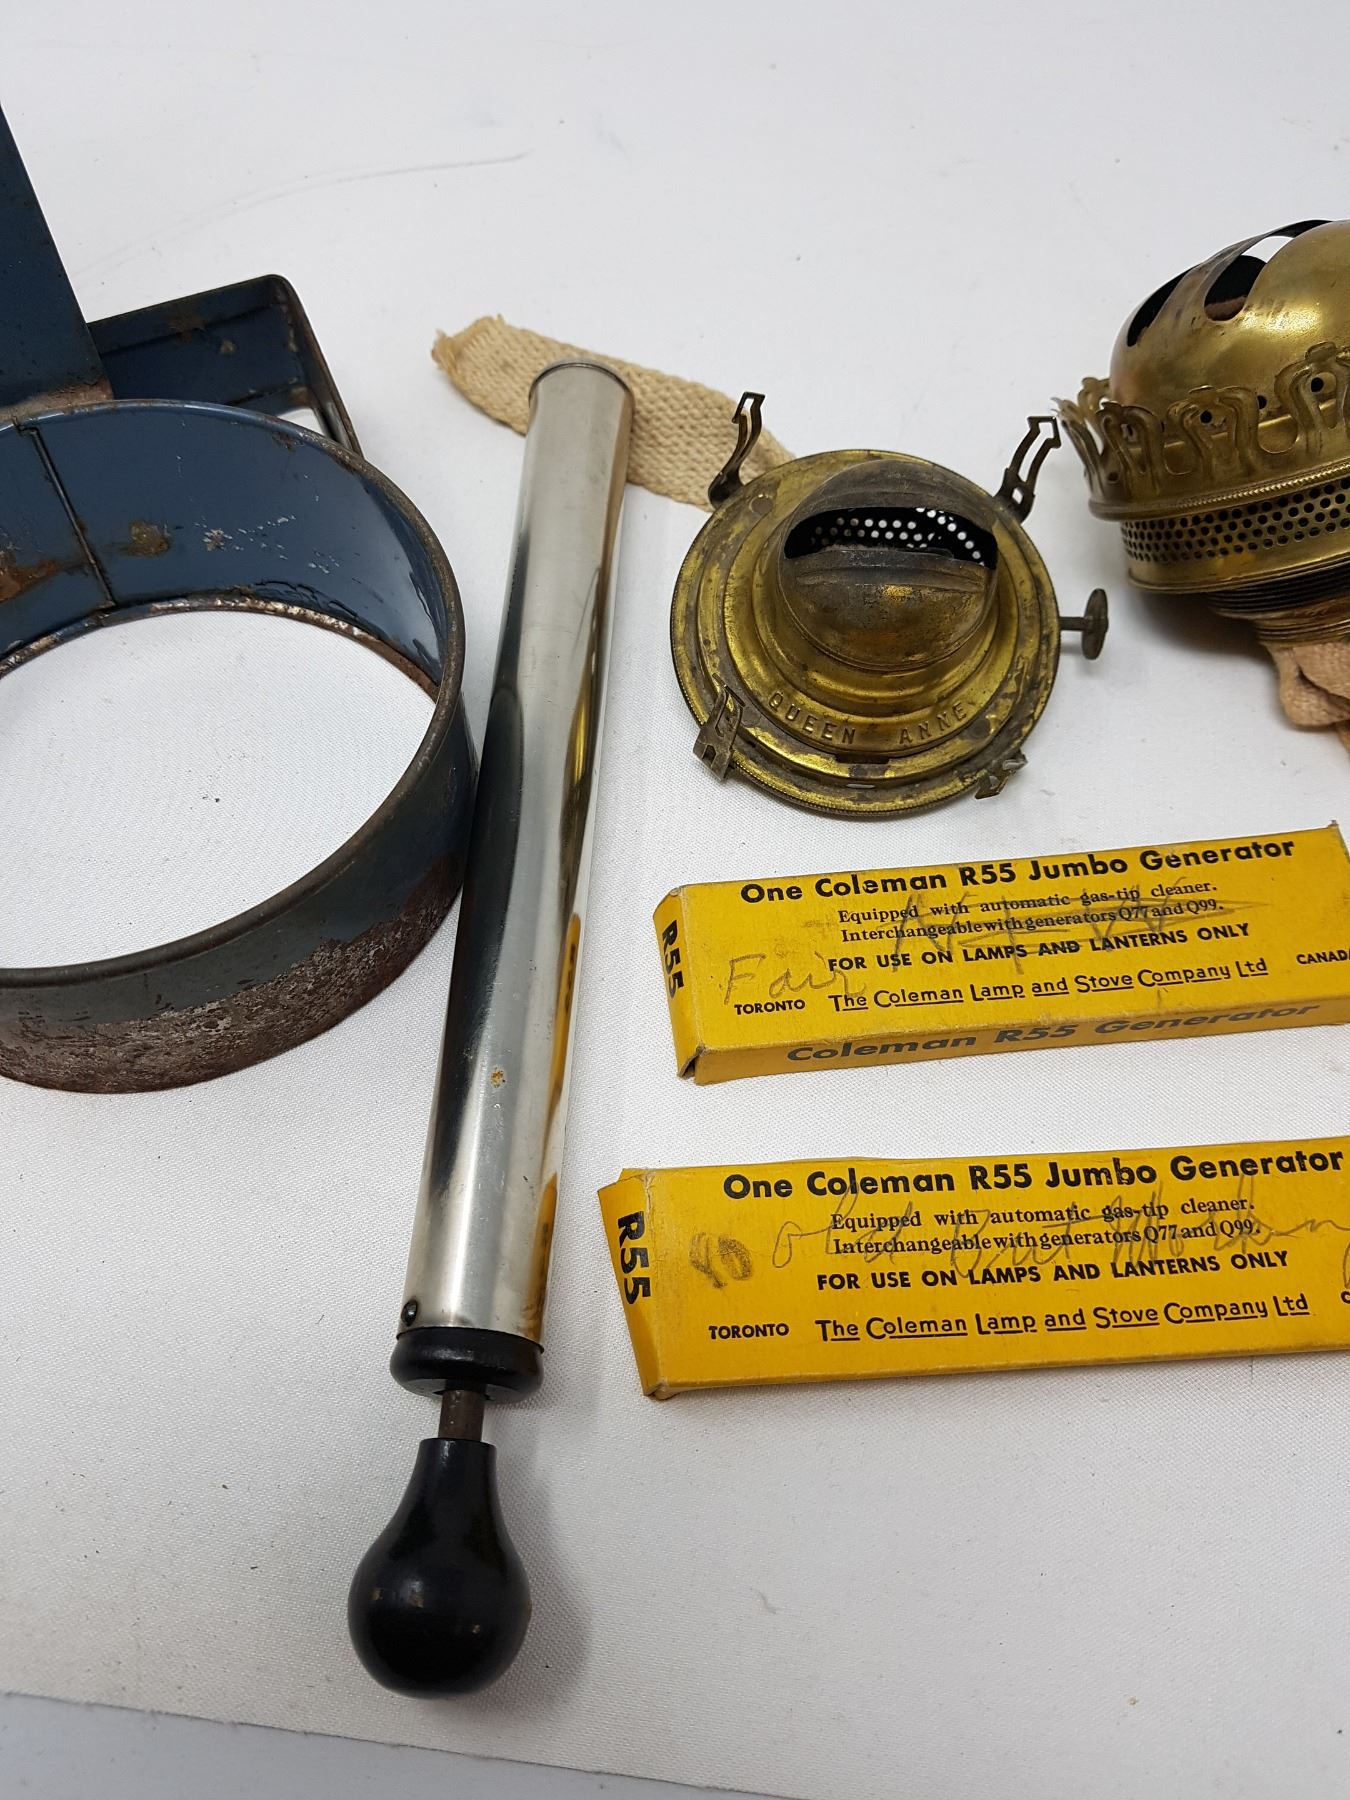 QUEEN ANNE
One Coleman R55 Jumbo Generator
Equipped with automatic gas-tip cleaner.
Interchangeable with generators Q77 and Q99.
FOR USE ON LAMPS AND LANTERNS ONLY
Fair
TORONTO The Coleman Lamp and Stove Company Ltd CANADA
R55
Coleman R55 Generator
One Coleman R55 Jumbo Generator
Equipped with automatic gas-tip cleaner.
Interchangeable with generators Q77 and Q99.
old But
FOR USE ON LAMPS AND LANTERNS ONLY
TORONTO The Coleman Lamp and Stove Company Ltd
R55